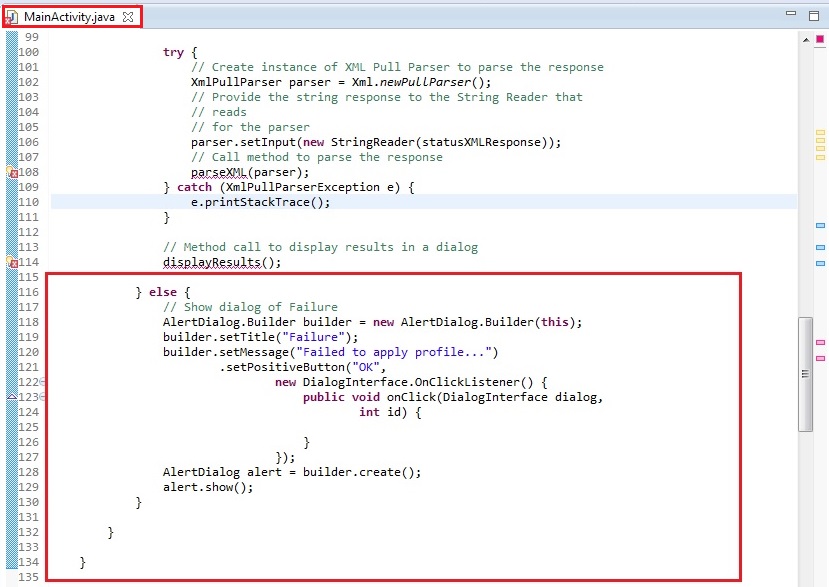 MainActivity.java
99
100 try {
101 // Create instance of XML Pull Parser to parse the response
102 XmlPullParser parser = Xml.newPullParser();
103 // Provide the string response to the String Reader that
104 // reads
105 // for the parser
106 parser.setInput(new StringReader(statusXMLResponse));
107 // Call method to parse the response
108 parseXML(parser);
109 } catch (XmlPullParserException e) {
110 e.printStackTrace();
111 }
112
113 // Method call to display results in a dialog
114 displayResults();
115
116 } else {
117 // Show dialog of Failure
118 AlertDialog.Builder builder = new AlertDialog.Builder(this);
119 builder.setTitle("Failure");
120 builder.setMessage("Failed to apply profile...")
121 .setPositiveButton("OK",
122 new DialogInterface.OnClickListener() {
123 public void onClick(DialogInterface dialog,
124 int id) {
125
126 }
127 });
128 AlertDialog alert = builder.create();
129 alert.show();
130 }
131
132 }
133
134 }
135